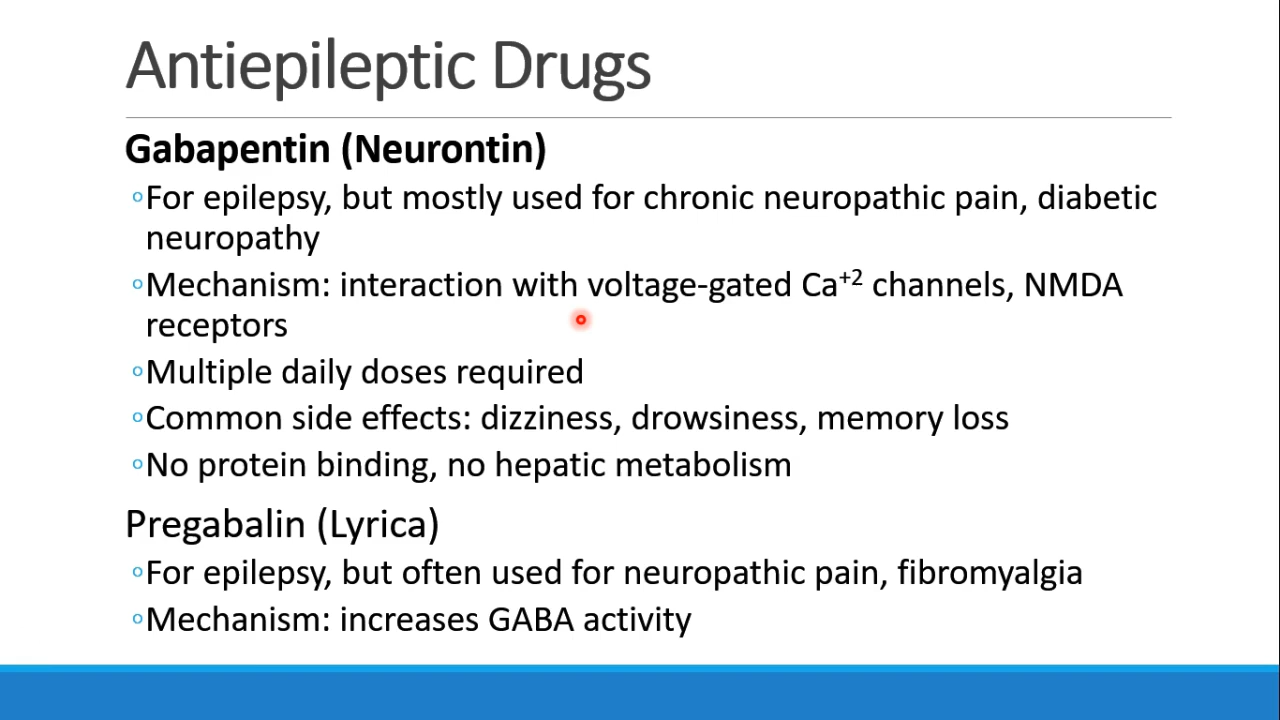 Antiepileptic Drugs
Gabapentin (Neurontin)
◦For epilepsy, but mostly used for chronic neuropathic pain, diabetic
neuropathy
◦Mechanism: interaction with voltage-gated Ca⁺² channels, NMDA
receptors
◦Multiple daily doses required
◦Common side effects: dizziness, drowsiness, memory loss
◦No protein binding, no hepatic metabolism
Pregabalin (Lyrica)
◦For epilepsy, but often used for neuropathic pain, fibromyalgia
◦Mechanism: increases GABA activity